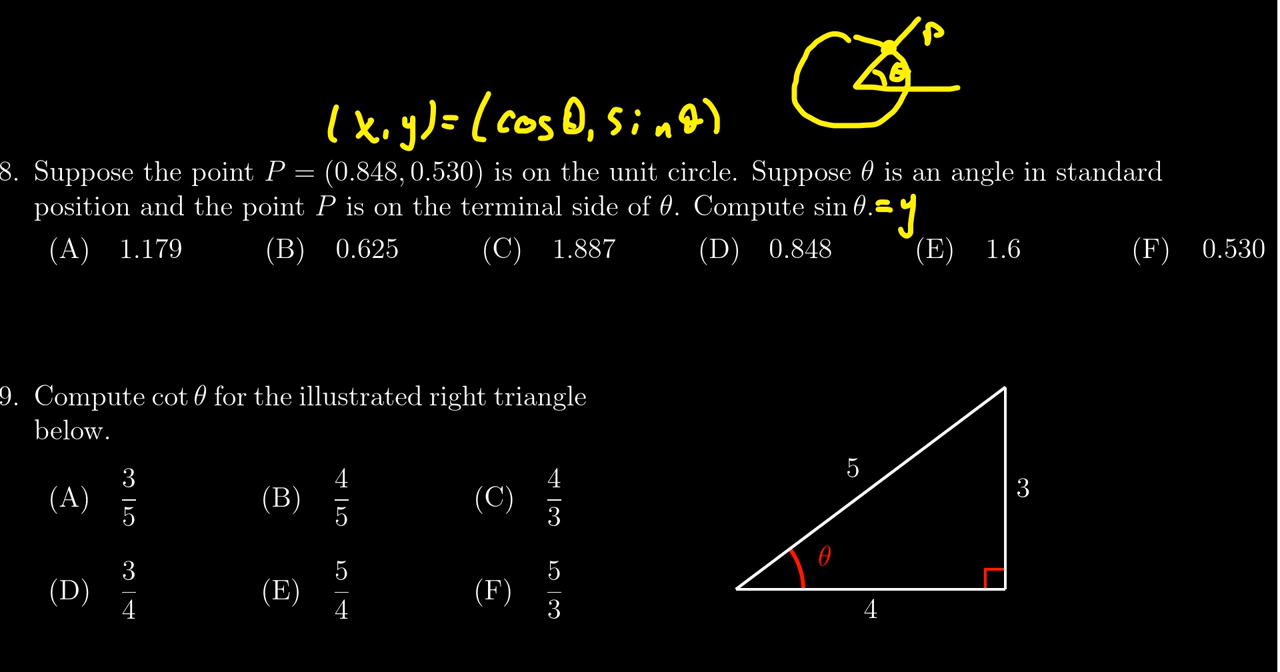 P
θ
(x,y)=(cosθ, sinθ)
8. Suppose the point P = (0.848, 0.530) is on the unit circle. Suppose θ is an angle in standard
position and the point P is on the terminal side of θ. Compute sin θ.=y
(A) 1.179 (B) 0.625 (C) 1.887 (D) 0.848 (E) 1.6 (F) 0.530
9. Compute cot θ for the illustrated right triangle
below.
(A) 3/5 (B) 4/5 (C) 4/3
(D) 3/4 (E) 5/4 (F) 5/3
5
3
θ
4